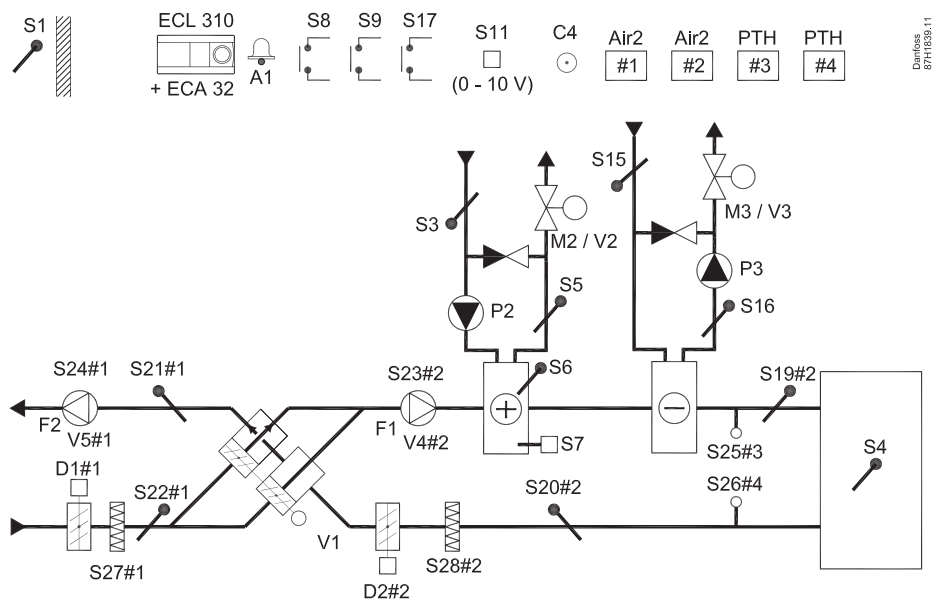 S1
ECL 310
+ ECA 32
A1
S8
S9
S17
S11
(0 - 10 V)
C4
Air2
#1
Air2
#2
PTH
#3
PTH
#4
Danfoss
87H1839.11
S3
M2 / V2
S15
M3 / V3
P2
S5
P3
S16
S24#1
S21#1
S23#2
S6
S19#2
F2
V5#1
F1
V4#2
S7
S25#3
S4
D1#1
S22#1
S20#2
S26#4
V1
S27#1
S28#2
D2#2